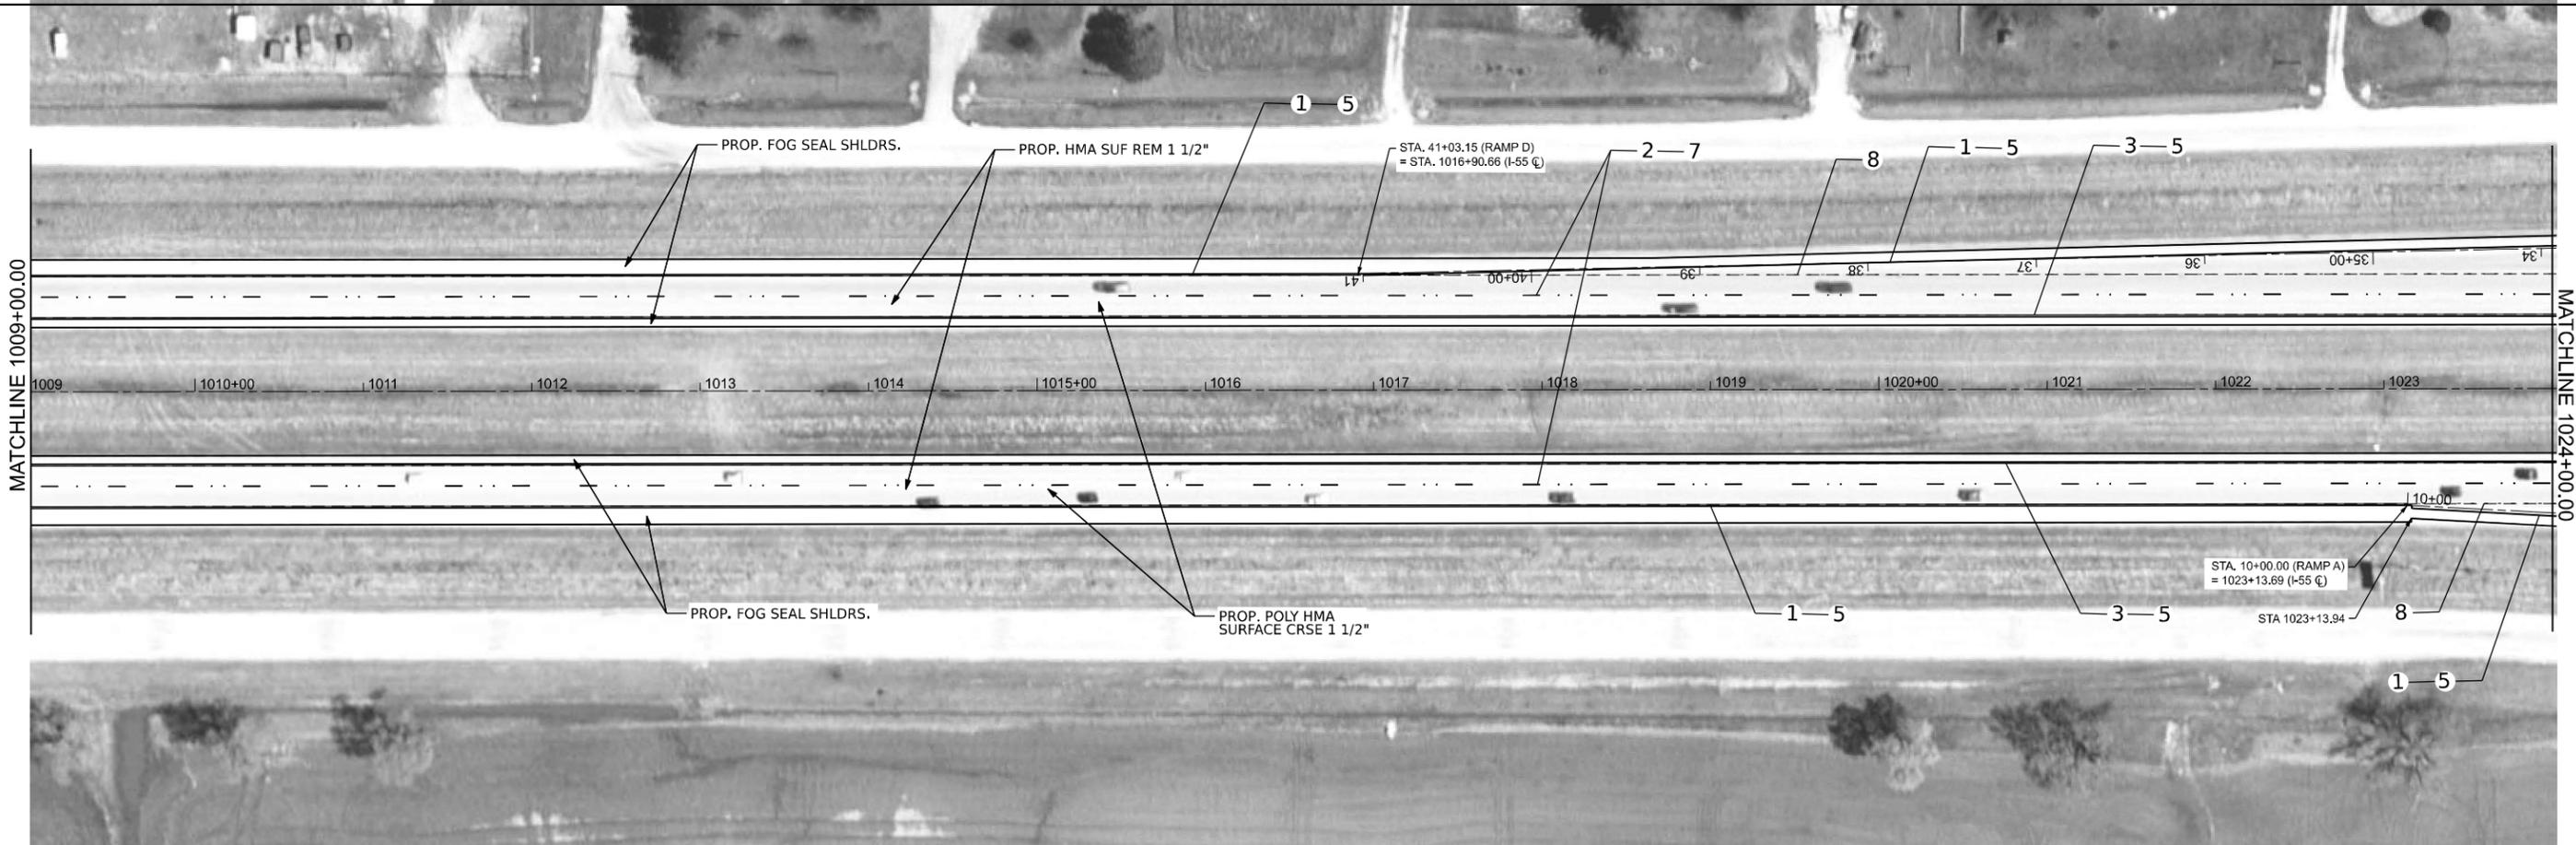 1 5
PROP. FOG SEAL SHLDRS.
PROP. HMA SUF REM 1 1/2"
STA. 41+03.15 (RAMP D)
= STA. 1016+90.66 (I-55 ℄)
2 7
8
1 5
3 5
MATCHLINE 1009+00.00
MATCHLINE 1024+00.00
41
40+00
39
38
37
36
35+00
34
1009
1010+00
1011
1012
1013
1014
1015+00
1016
1017
1018
1019
1020+00
1021
1022
1023
10+00
STA. 10+00.00 (RAMP A)
= 1023+13.69 (I-55 ℄)
STA 1023+13.94
PROP. FOG SEAL SHLDRS.
PROP. POLY HMA
SURFACE CRSE 1 1/2"
1 5
3 5
8
1 5